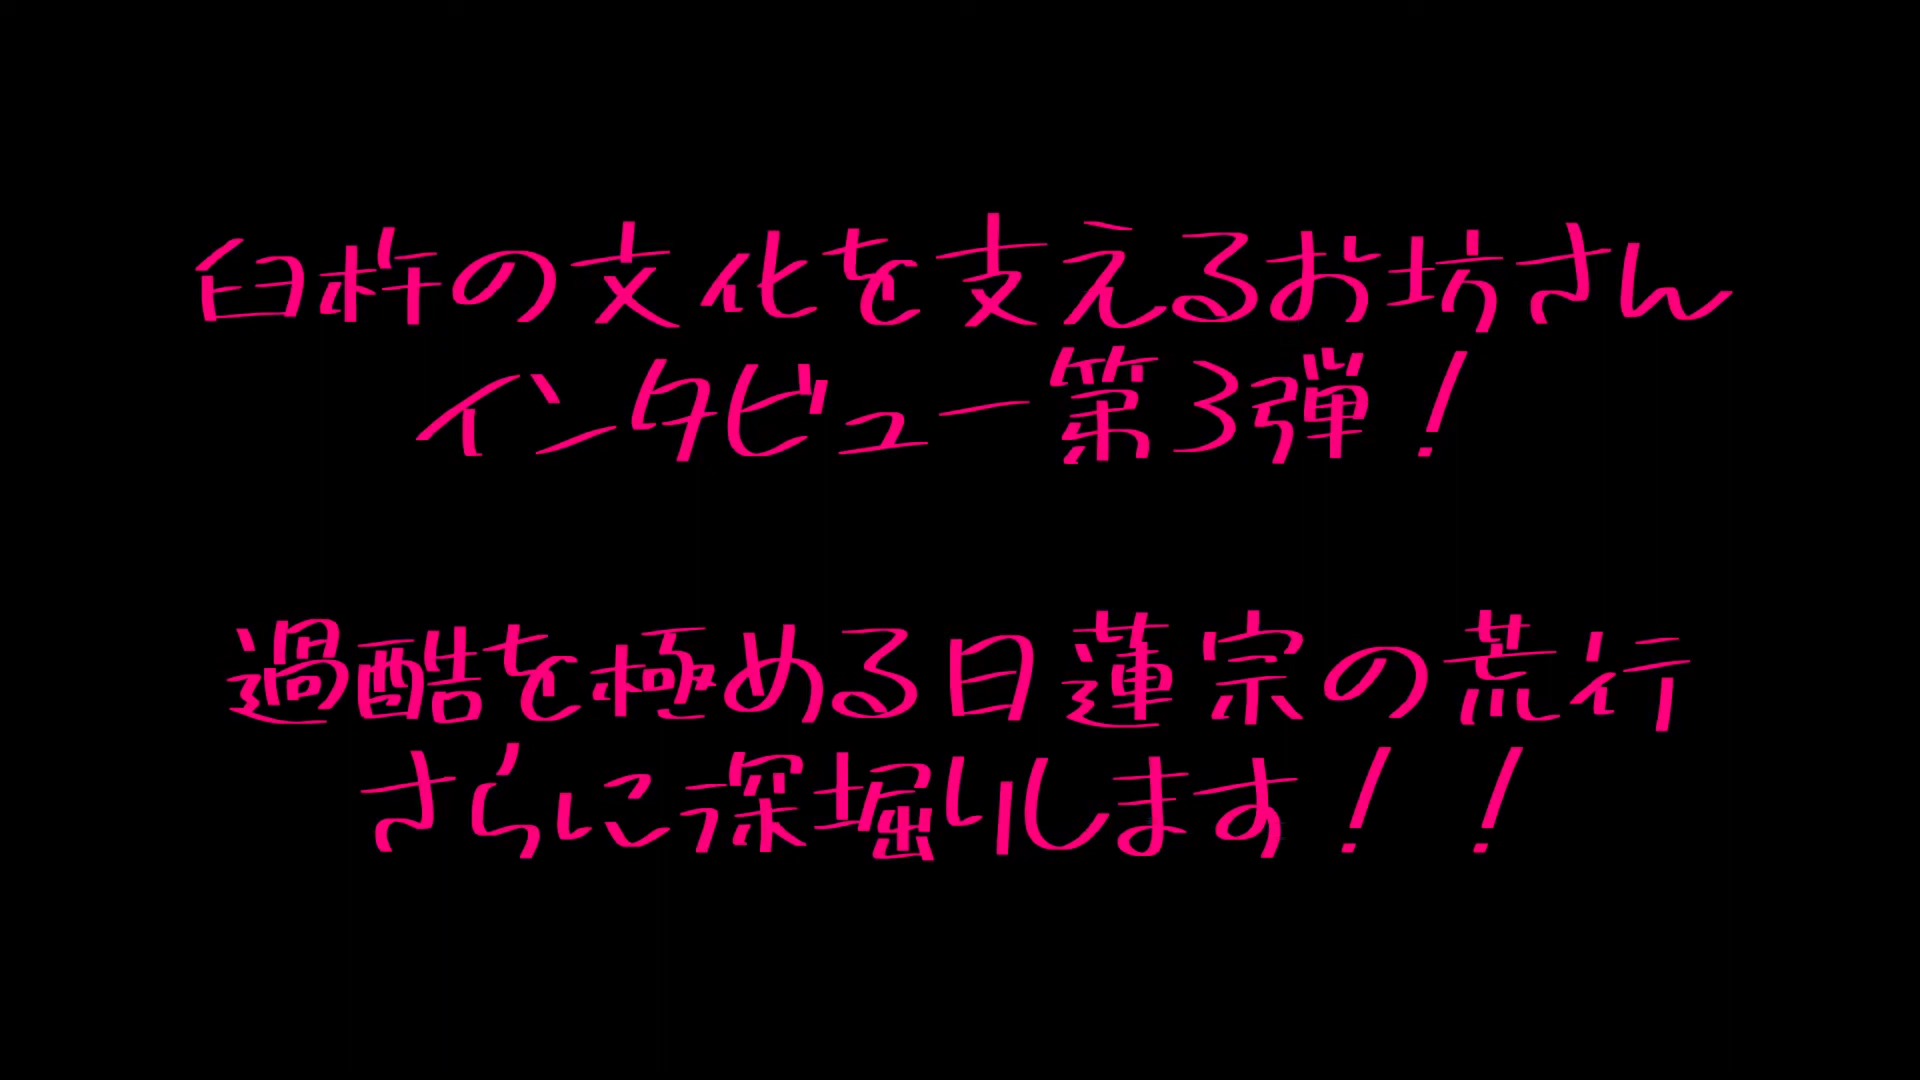 臼杵の文化を支えるお坊さん
インタビュー第3弾！
過酷を極める日蓮宗の荒行
さらに深堀りします！！